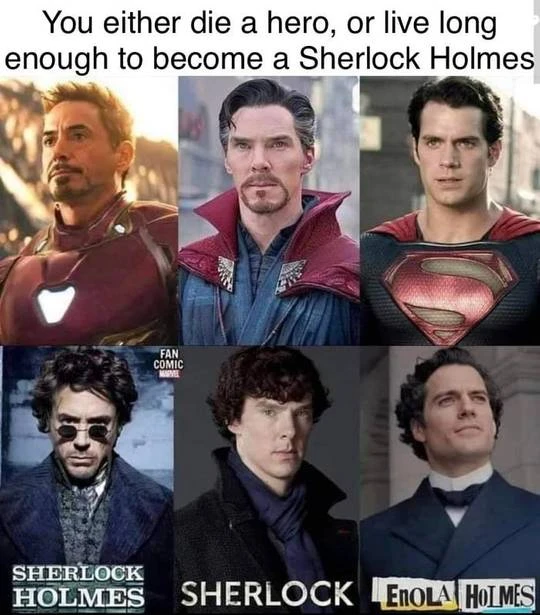 You either die a hero, or live long
enough to become a Sherlock Holmes
FAN
COMIC
MARVEL
SHERLOCK
HOLMES
SHERLOCK
ENOLA HOLMES